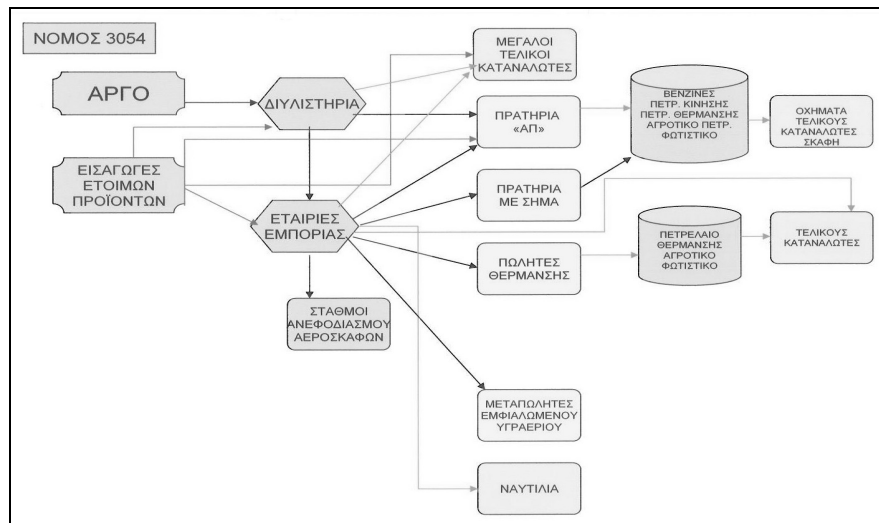 ΝΟΜΟΣ 3054
ΑΡΓΟ
ΕΙΣΑΓΩΓΕΣ
ΕΤΟΙΜΩΝ
ΠΡΟΪΟΝΤΩΝ
ΔΙΥΛΙΣΤΗΡΙΑ
ΕΤΑΙΡΙΕΣ
ΕΜΠΟΡΙΑΣ
ΣΤΑΘΜΟΙ
ΑΝΕΦΟΔΙΑΣΜΟΥ
ΑΕΡΟΣΚΑΦΩΝ
ΜΕΓΑΛΟΙ
ΤΕΛΙΚΟΙ
ΚΑΤΑΝΑΛΩΤΕΣ
ΠΡΑΤΗΡΙΑ
«ΑΠ»
ΠΡΑΤΗΡΙΑ
ΜΕ ΣΗΜΑ
ΠΩΛΗΤΕΣ
ΘΕΡΜΑΝΣΗΣ
ΜΕΤΑΠΩΛΗΤΕΣ
ΕΜΦΙΑΛΩΜΕΝΟΥ
ΥΓΡΑΕΡΙΟΥ
ΝΑΥΤΙΛΙΑ
ΒΕΝΖΙΝΕΣ
ΠΕΤΡ. ΚΙΝΗΣΗΣ
ΠΕΤΡ. ΘΕΡΜΑΝΣΗΣ
ΑΓΡΟΤΙΚΟ ΠΕΤΡ.
ΦΩΤΙΣΤΙΚΟ
ΠΕΤΡΕΛΑΙΟ
ΘΕΡΜΑΝΣΗΣ
ΑΓΡΟΤΙΚΟ
ΦΩΤΙΣΤΙΚΟ
ΟΧΗΜΑΤΑ
ΤΕΛΙΚΟΥΣ
ΚΑΤΑΝΑΛΩΤΕΣ
ΣΚΑΦΗ
ΤΕΛΙΚΟΥΣ
ΚΑΤΑΝΑΛΩΤΕΣ